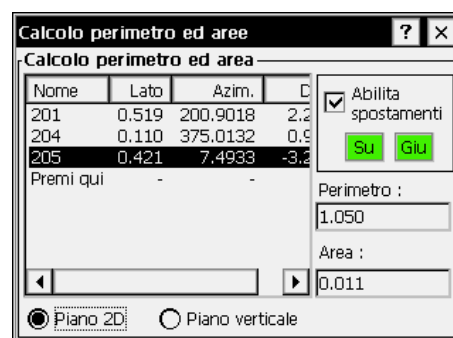 Calcolo perimetro ed aree ? ×
Calcolo perimetro ed area
Nome Lato Azim. D
201 0.519 200.9018 2.2
204 0.110 375.0132 0.9
205 0.421 7.4933 -3.2
Premi qui - -
Abilita
spostamenti
Su Giu
Perimetro :
1.050
Area :
0.011
Piano 2D Piano verticale